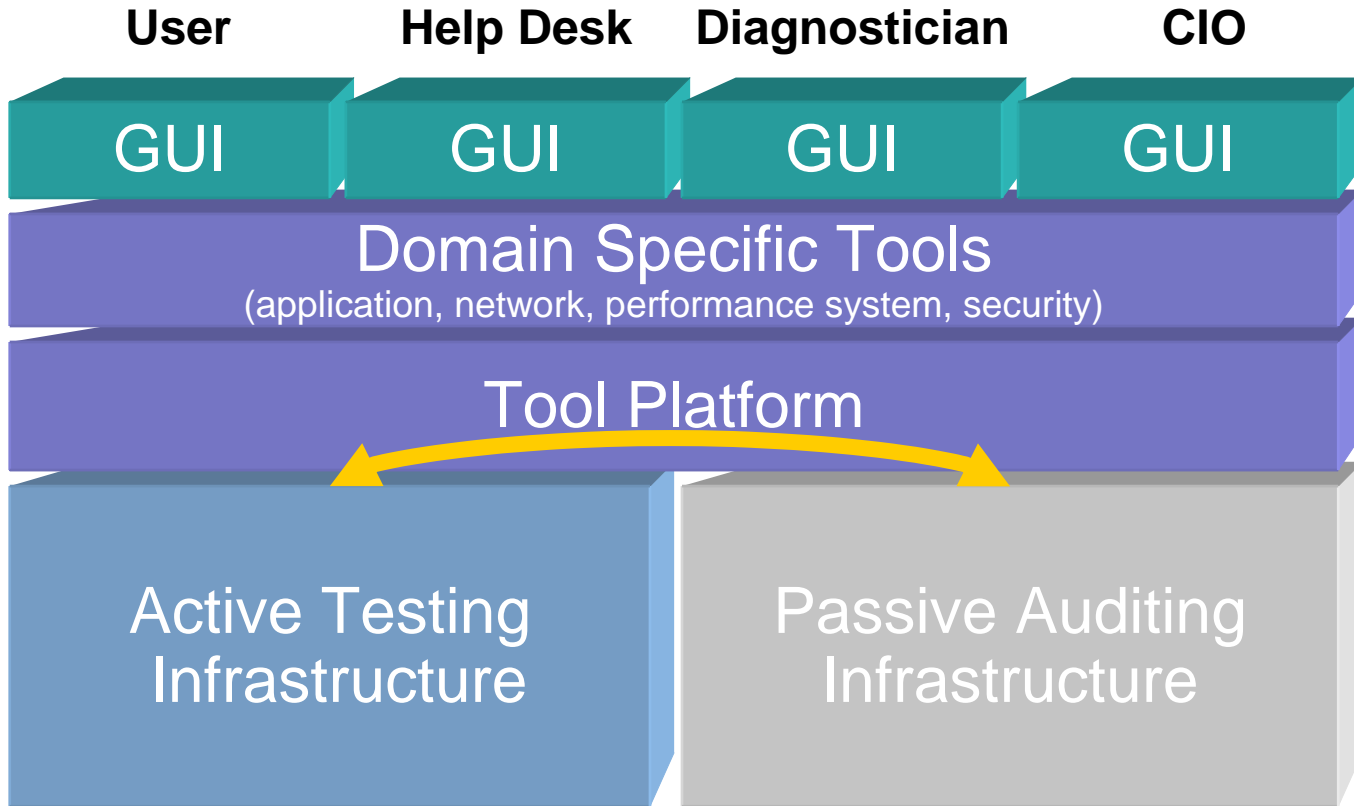 User Help Desk Diagnostician CIO
GUI GUI GUI GUI
Domain Specific Tools
(application, network, performance system, security)
Tool Platform
Active Testing
Infrastructure
Passive Auditing
Infrastructure